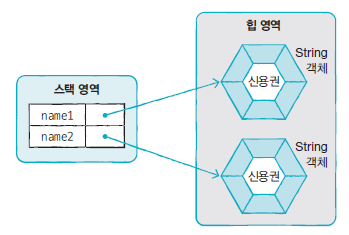 힙 영역
String
객체
신용권
스택 영역
name1
name2
String
객체
신용권